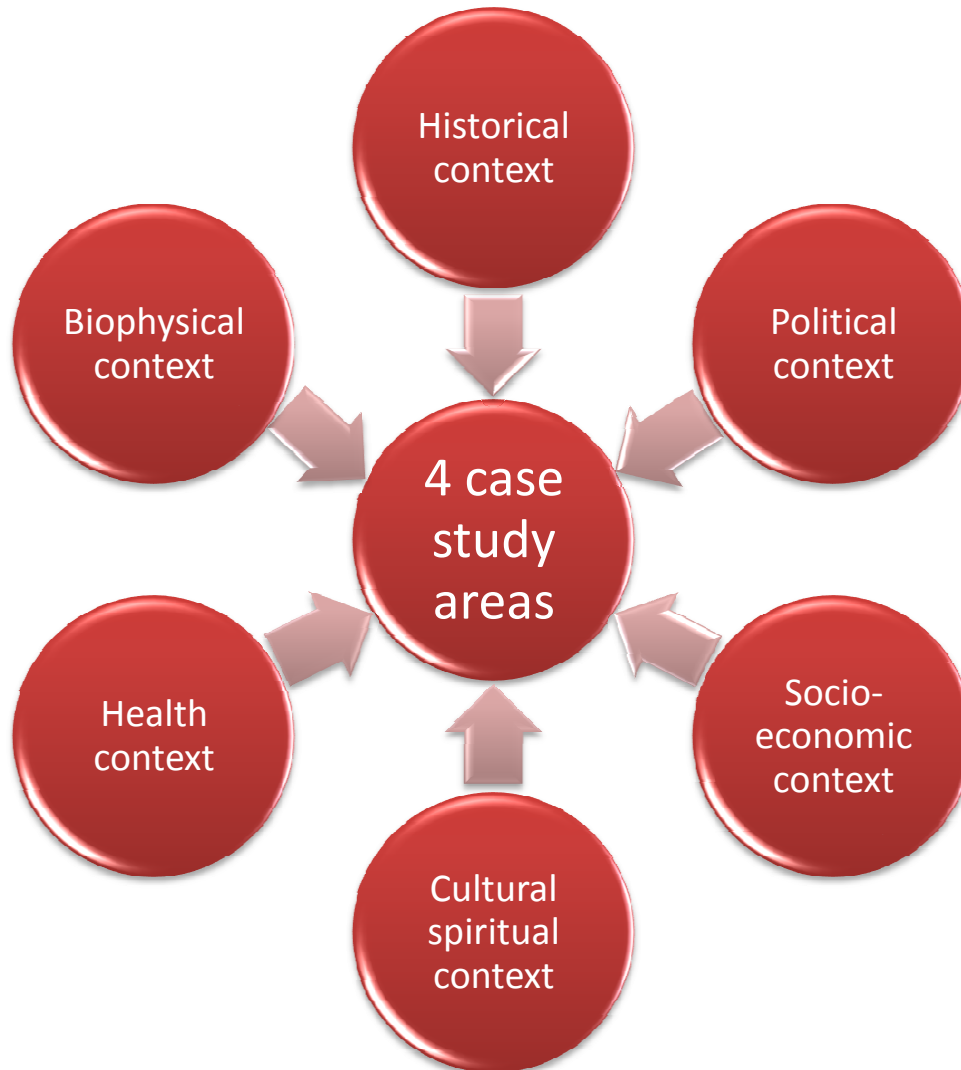 Historical
context
Political
context
Socio-
economic
context
Cultural
spiritual
context
Health
context
Biophysical
context
4 case
study
areas